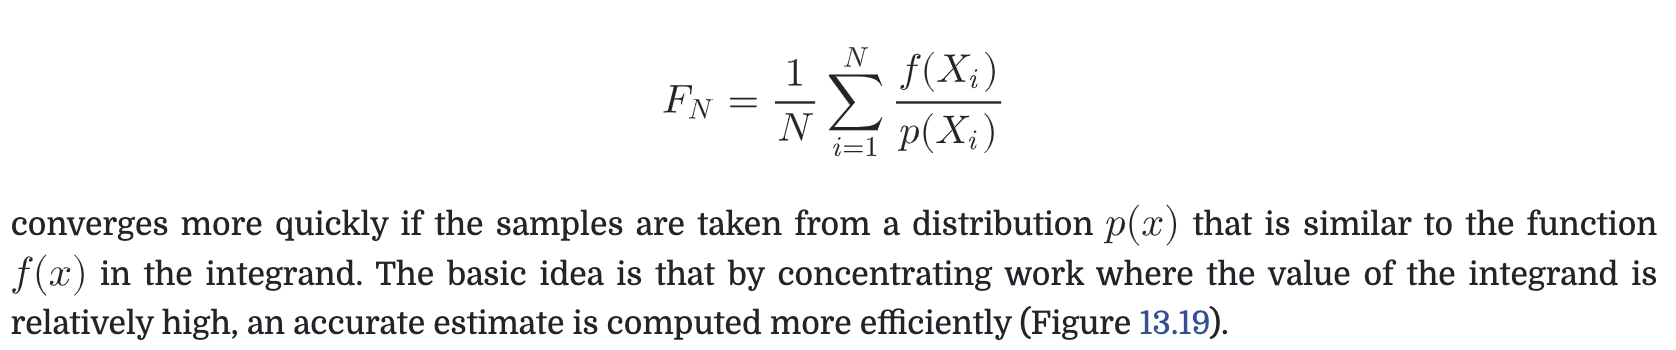 F_N = \frac{1}{N} \sum_{i=1}^{N} \frac{f(X_i)}{p(X_i)}
converges more quickly if the samples are taken from a distribution p(x) that is similar to the function
f(x) in the integrand. The basic idea is that by concentrating work where the value of the integrand is
relatively high, an accurate estimate is computed more efficiently (Figure 13.19).